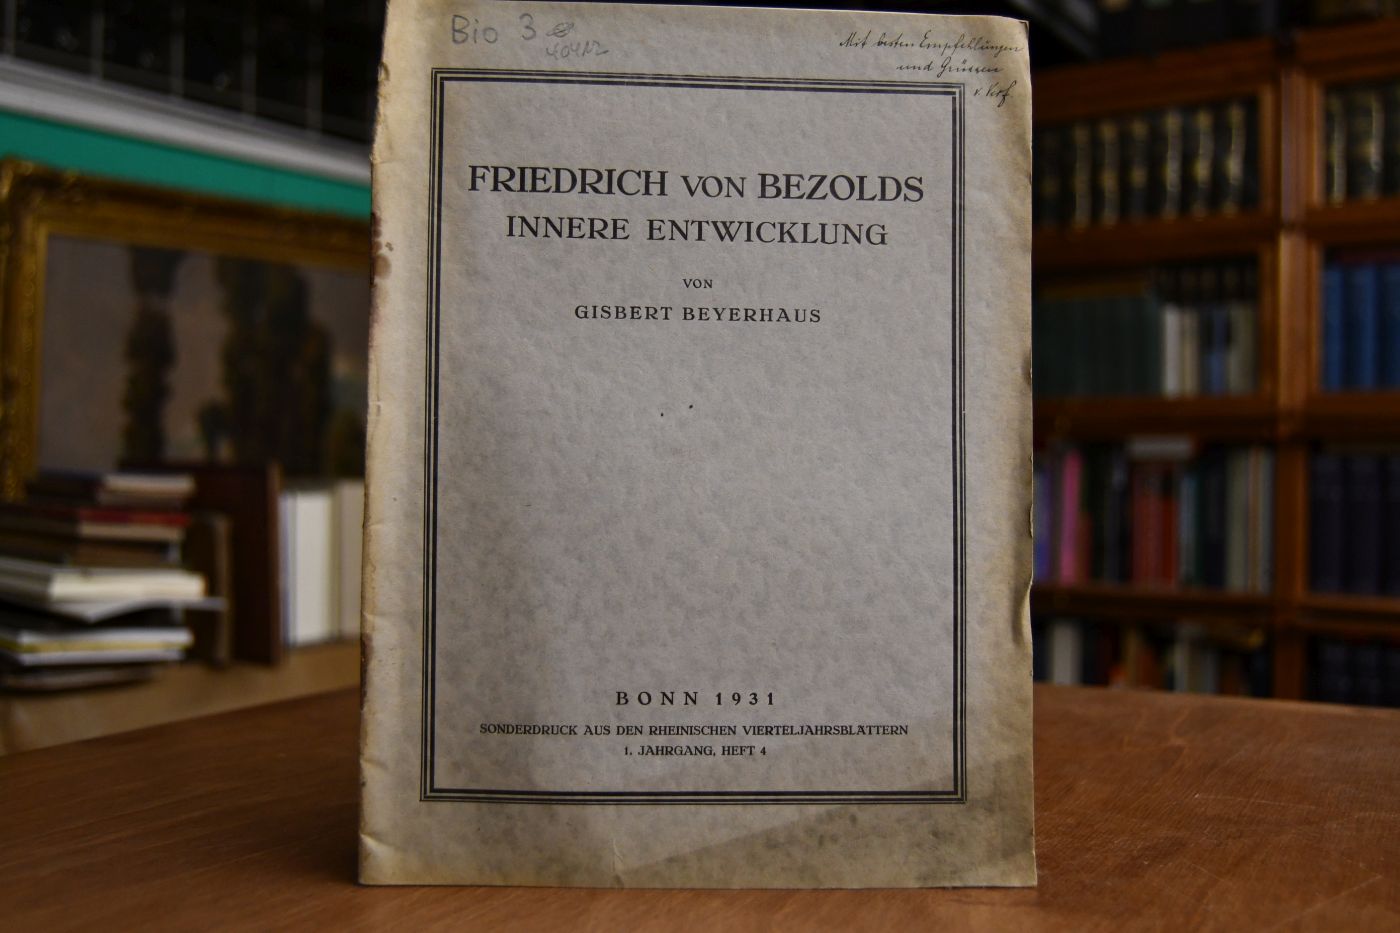 Bio 3
40412
Mit besten Empfehlungen
und Grüssen
v. Verf.
FRIEDRICH VON BEZOLDS
INNERE ENTWICKLUNG
VON
GISBERT BEYERHAUS
BONN 1931
SONDERDRUCK AUS DEN RHEINISCHEN VIERTELJAHRSBLÄTTERN
1. JAHRGANG, HEFT 4